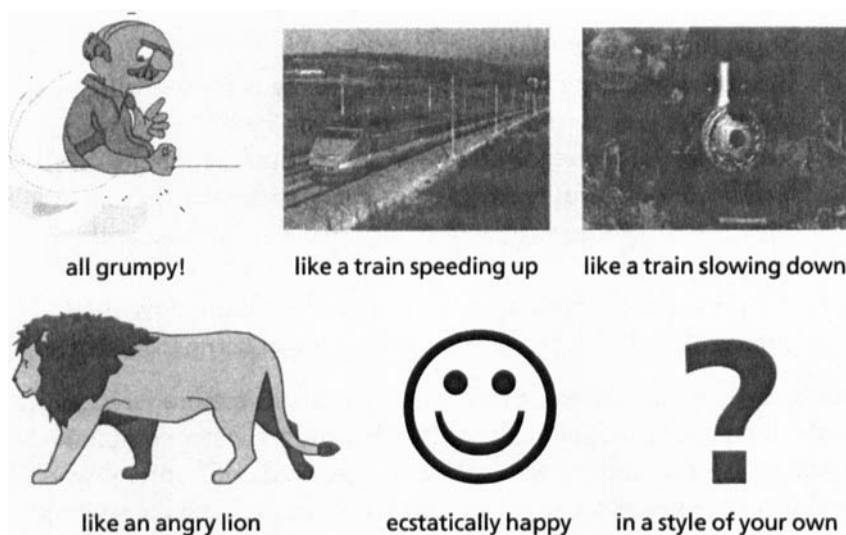 all grumpy!
like a train speeding up
like a train slowing down
like an angry lion
ecstatically happy
?
in a style of your own